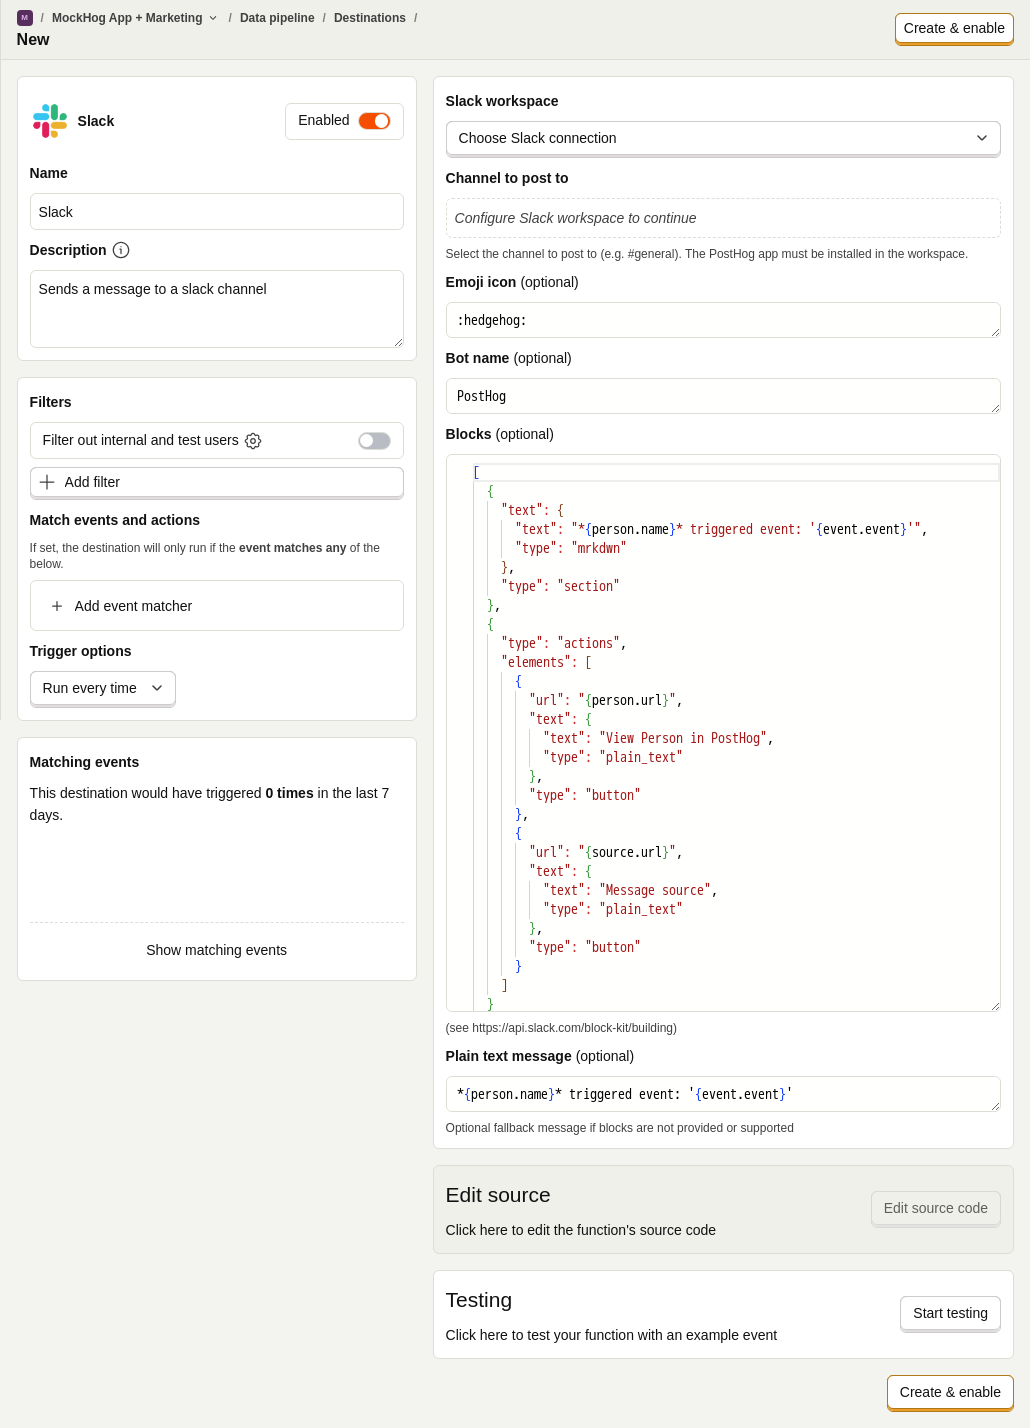 M / MockHog App + Marketing / Data pipeline / Destinations /
New
Create & enable
Slack
Enabled
Name
Slack
Description
Sends a message to a slack channel
Filters
Filter out internal and test users
Add filter
Match events and actions
If set, the destination will only run if the event matches any of the
below.
Add event matcher
Trigger options
Run every time
Matching events
This destination would have triggered 0 times in the last 7
days.
Show matching events
Slack workspace
Choose Slack connection
Channel to post to
Configure Slack workspace to continue
Select the channel to post to (e.g. #general). The PostHog app must be installed in the workspace.
Emoji icon (optional)
:hedgehog:
Bot name (optional)
PostHog
Blocks (optional)
[
{
"text": {
"text": "*{person.name}* triggered event: '{event.event}'",
"type": "mrkdwn"
},
"type": "section"
},
{
"type": "actions",
"elements": [
{
"url": "{person.url}",
"text": {
"text": "View Person in PostHog",
"type": "plain_text"
},
"type": "button"
},
{
"url": "{source.url}",
"text": {
"text": "Message source",
"type": "plain_text"
},
"type": "button"
}
]
}
(see https://api.slack.com/block-kit/building)
Plain text message (optional)
*{person.name}* triggered event: '{event.event}'
Optional fallback message if blocks are not provided or supported
Edit source
Click here to edit the function's source code
Edit source code
Testing
Click here to test your function with an example event
Start testing
Create & enable